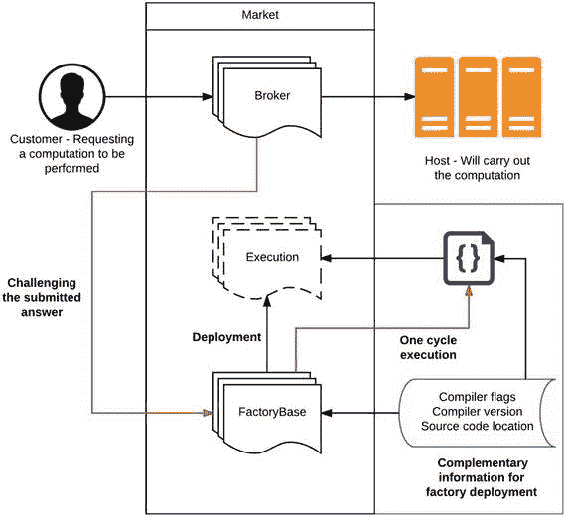 Market
Broker
Customer - Requesting
a computation to be
performed
Host - Will carry out
the computation
Execution
{}
Challenging
the submitted
answer
Deployment
One cycle
execution
FactoryBase
Compiler flags
Compiler version
Source code location
Complementary
information for
factory deployment